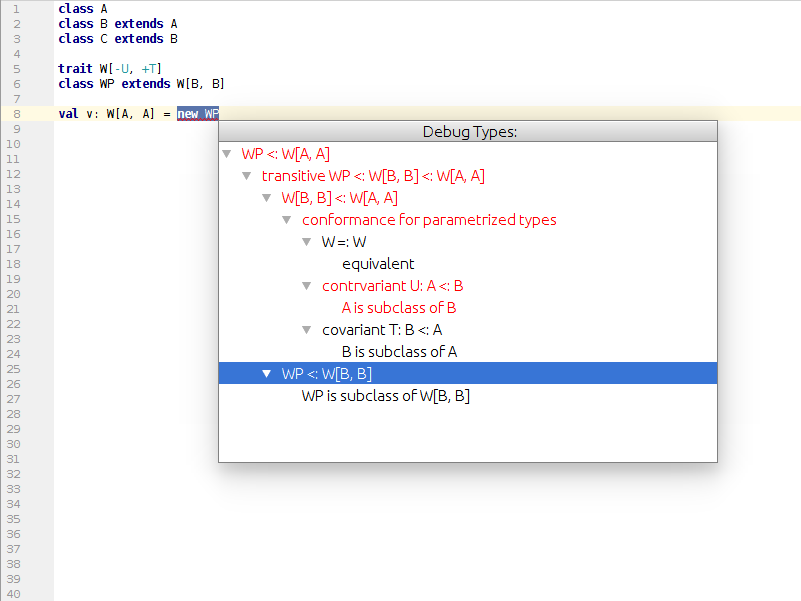 1 class A
2 class B extends A
3 class C extends B
4
5 trait W[-U, +T]
6 class WP extends W[B, B]
7
8 val v: W[A, A] = new WP
9
Debug Types:
10
11
WP <: W[A, A]
12
transitive WP <: W[B, B] <: W[A, A]
13
14
W[B, B] <: W[A, A]
15
conformance for parametrized types
16
W =: W
17
18
equivalent
19
20
contrvariant U: A <: B
21
A is subclass of B
22
covariant T: B <: A
23
24
B is subclass of A
25
WP <: W[B, B]
26
27
WP is subclass of W[B, B]
28
29
30
31
32
33
34
35
36
37
38
39
40